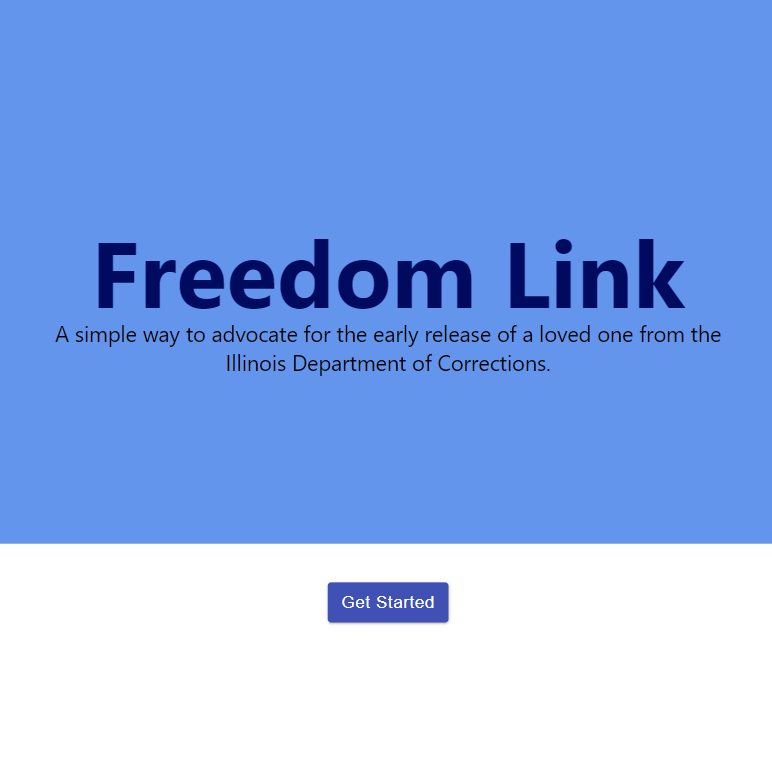 Freedom Link
A simple way to advocate for the early release of a loved one from the
Illinois Department of Corrections.
Get Started